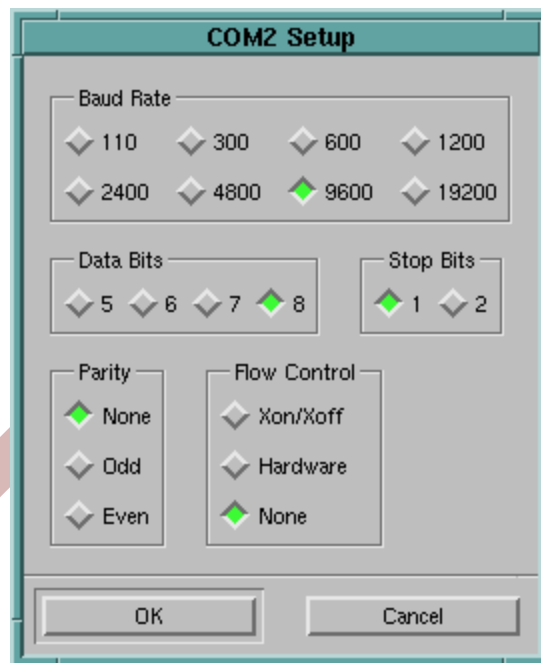 COM2 Setup
Baud Rate
110 300 600 1200
2400 4800 9600 19200
Data Bits
5 6 7 8
Stop Bits
1 2
Parity
None
Odd
Even
Flow Control
Xon/Xoff
Hardware
None
OK Cancel